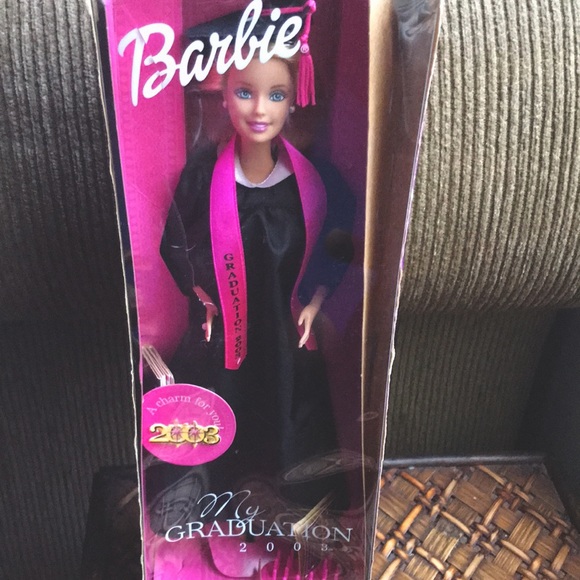 Barbie
GRADUATION 2003
A charm for you!
2003
My
GRADUATION
2003